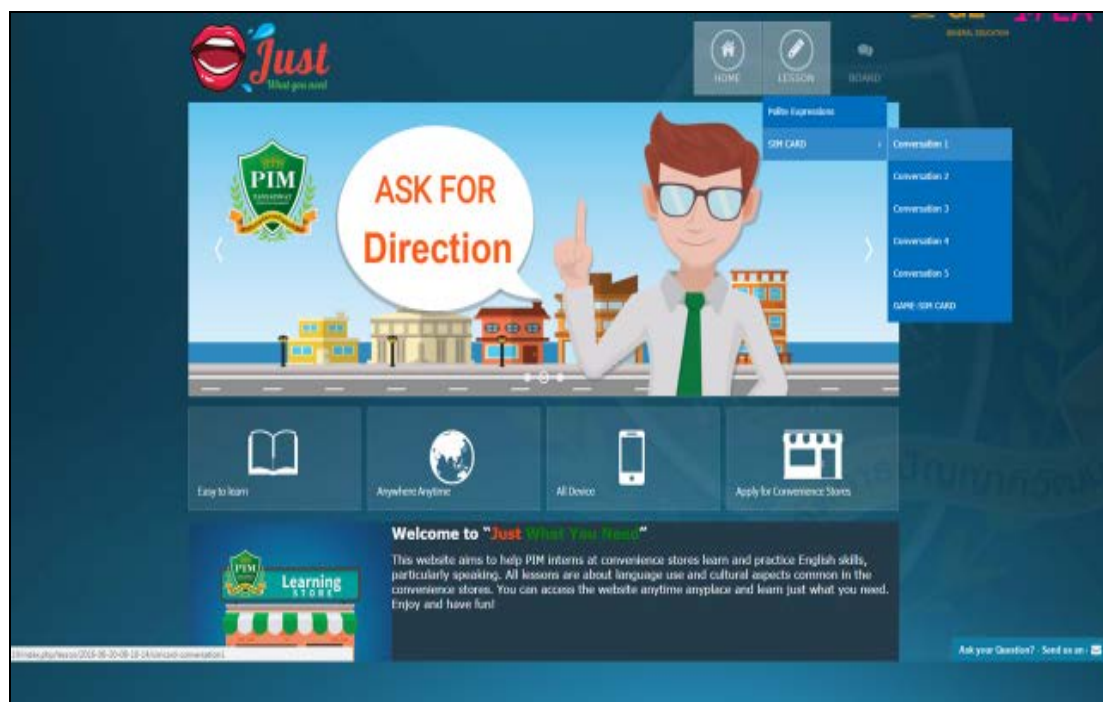 GE
GENERAL EDUCATION
Just
What you need
HOME
LESSON
BOARD
Polite Expressions
SIM CARD
Conversation 1
Conversation 2
Conversation 3
Conversation 4
Conversation 5
GAME-SIM CARD
PIM
ASK FOR
Direction
Easy to learn
Anywhere Anytime
All Device
Apply for Convenience Stores
Welcome to "Just What You Need"
This website aims to help PIM interns at convenience stores learn and practice English skills,
particularly speaking. All lessons are about language use and cultural aspects common in the
convenience stores. You can access the website anytime anyplace and learn just what you need.
Enjoy and have fun!
PIM
Learning
STORE
Ask your Question? - Send us an